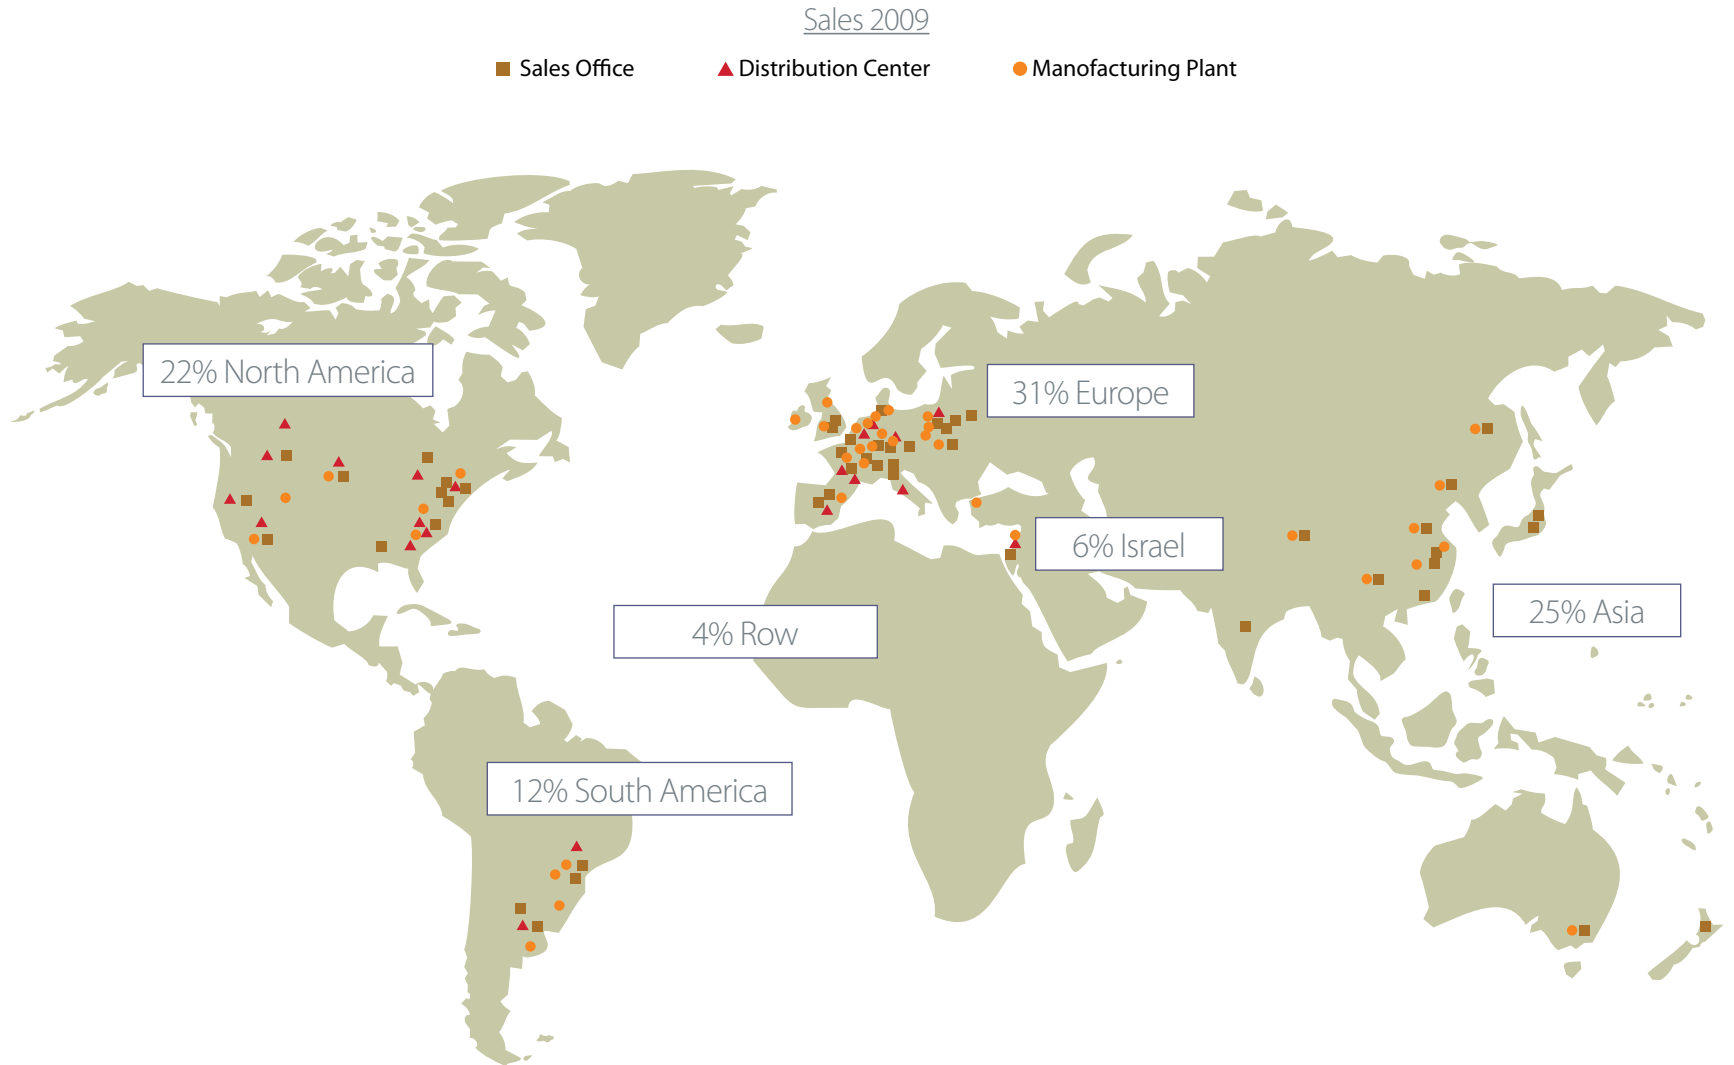 Sales 2009
Sales Office
Distribution Center
Manofacturing Plant
22% North America
31% Europe
6% Israel
4% Row
25% Asia
12% South America